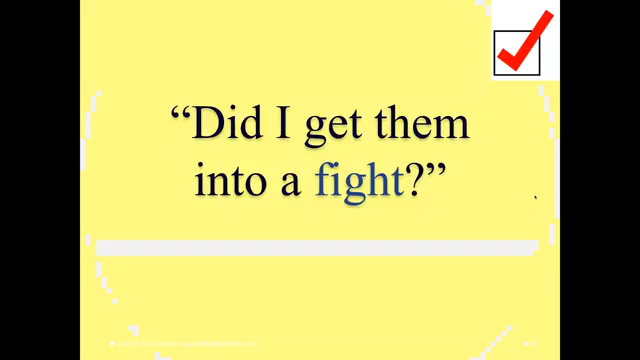 “Did I get them
into a fight?”